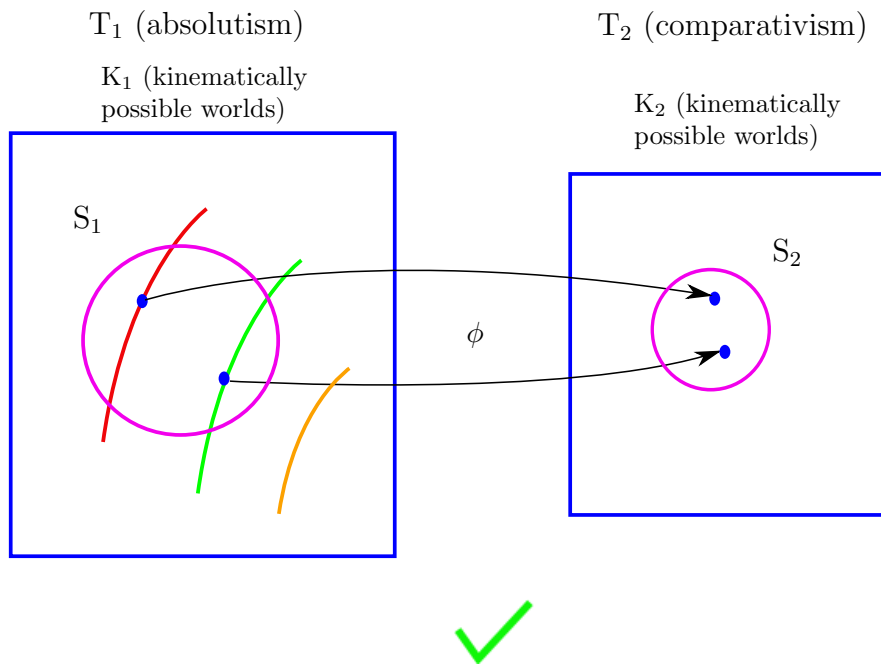 T₁ (absolutism)
K₁ (kinematically
possible worlds)
S₁
T₂ (comparativism)
K₂ (kinematically
possible worlds)
S₂
ϕ